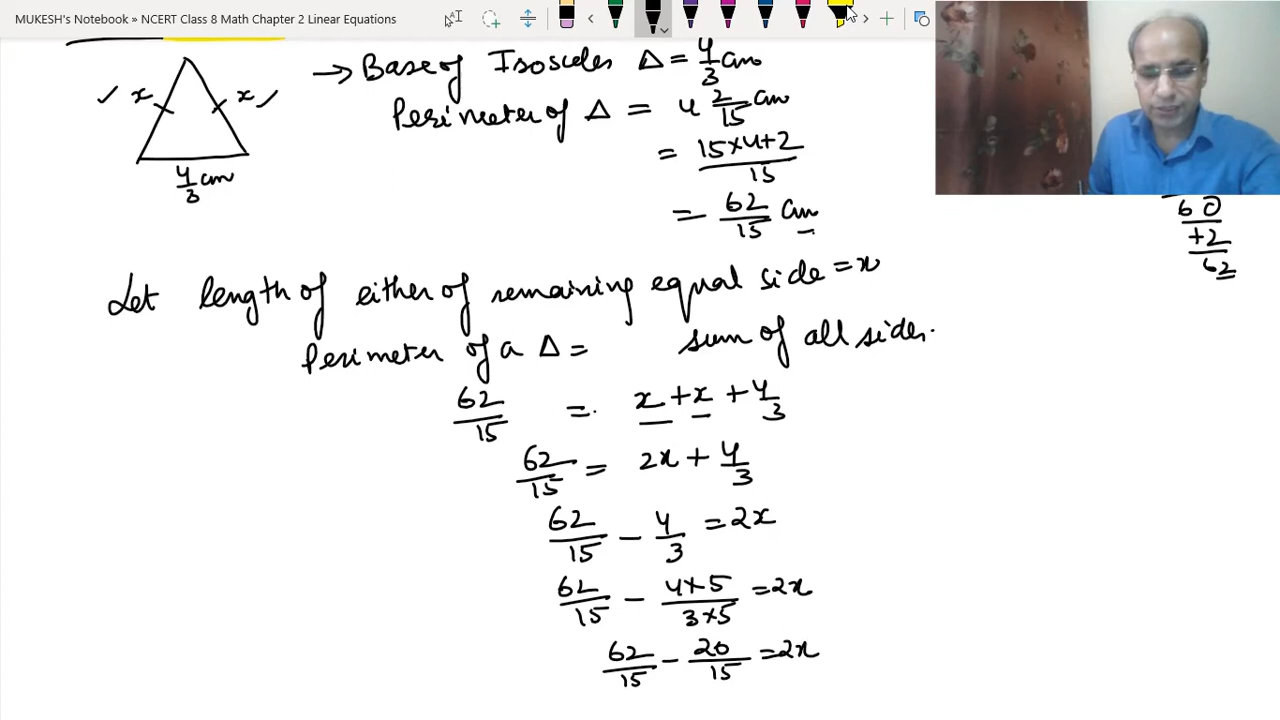 MUKESH's Notebook » NCERT Class 8 Math Chapter 2 Linear Equations
x x
4/3 cm
→ Base of Isosceles Δ = 4/3 cm
Perimeter of Δ = 4 2/15 cm
= 15×4+2/15
= 62/15 cm
60
+2
62
Let length of either of remaining equal side = x
Perimeter of a Δ = sum of all sides.
62/15 = x + x + 4/3
62/15 = 2x + 4/3
62/15 - 4/3 = 2x
62/15 - 4×5/3×5 = 2x
62/15 - 20/15 = 2x